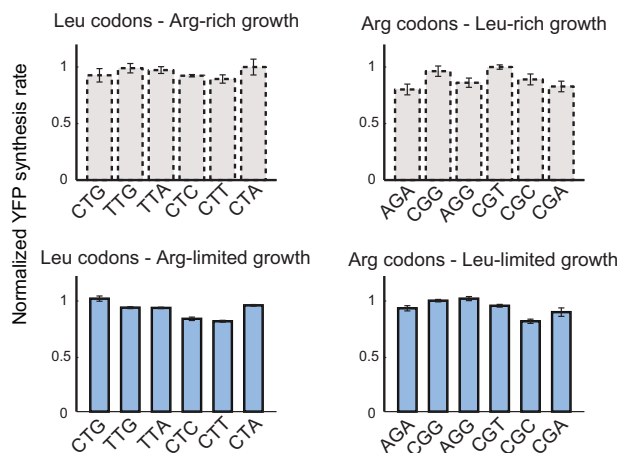 Normalized YFP synthesis rate
Leu codons - Arg-rich growth
1
0.5
0
CTG TTG TTA CTC CTT CTA
Arg codons - Leu-rich growth
1
0.5
0
AGA CGG AGG CGT CGC CGA
Leu codons - Arg-limited growth
1
0.5
0
CTG TTG TTA CTC CTT CTA
Arg codons - Leu-limited growth
1
0.5
0
AGA CGG AGG CGT CGC CGA